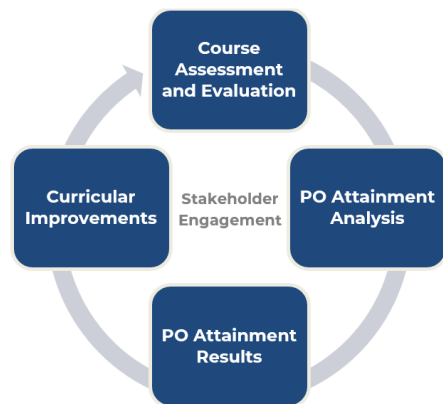 Course
Assessment
and Evaluation
Curricular
Improvements
Stakeholder
Engagement
PO Attainment
Analysis
PO Attainment
Results